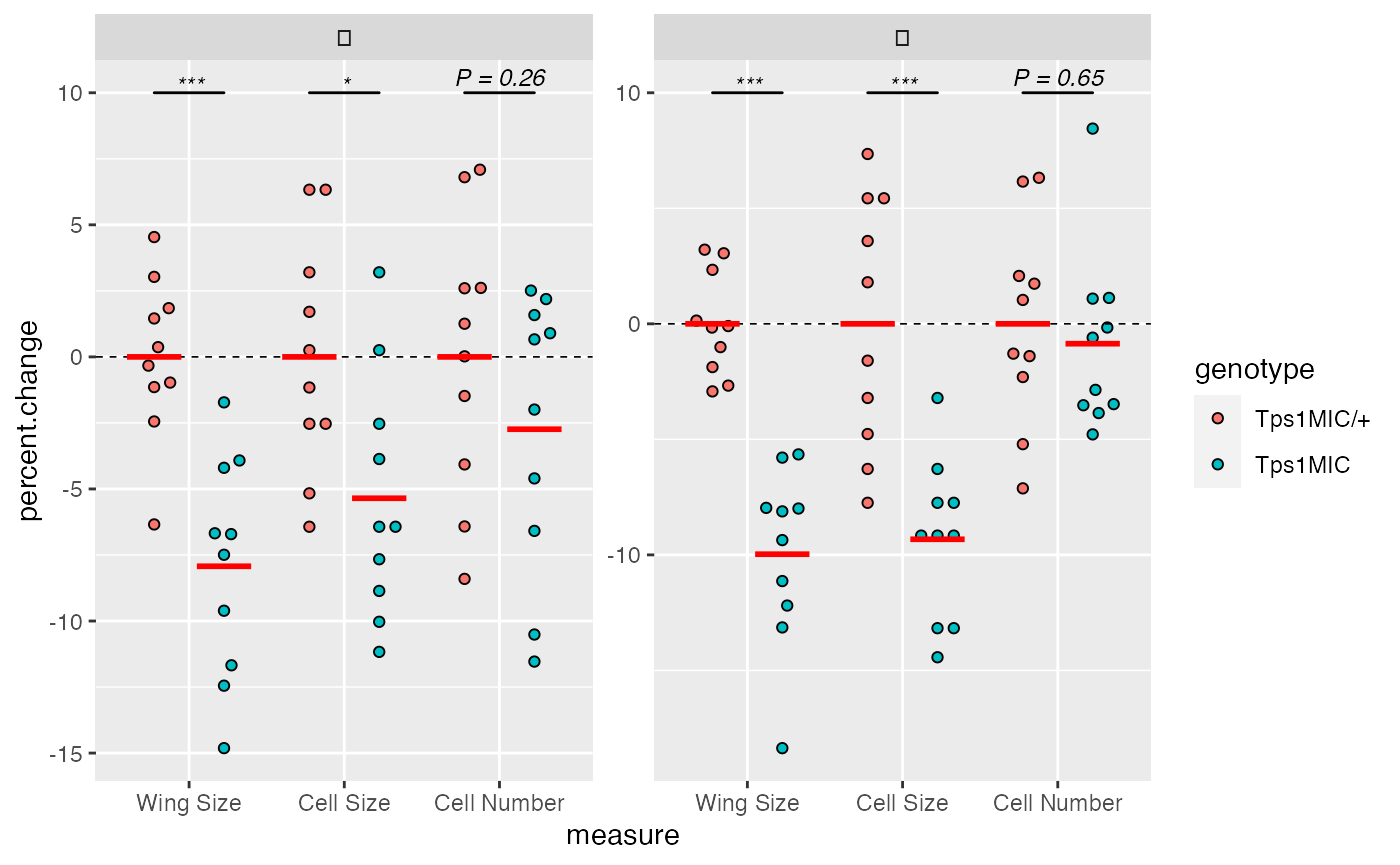 *** * P = 0.26
10
5
0
-5
-10
-15
Wing Size Cell Size Cell Number
*** *** P = 0.65
10
0
-10
Wing Size Cell Size Cell Number
percent.change
measure
genotype
Tps1MIC/+
Tps1MIC